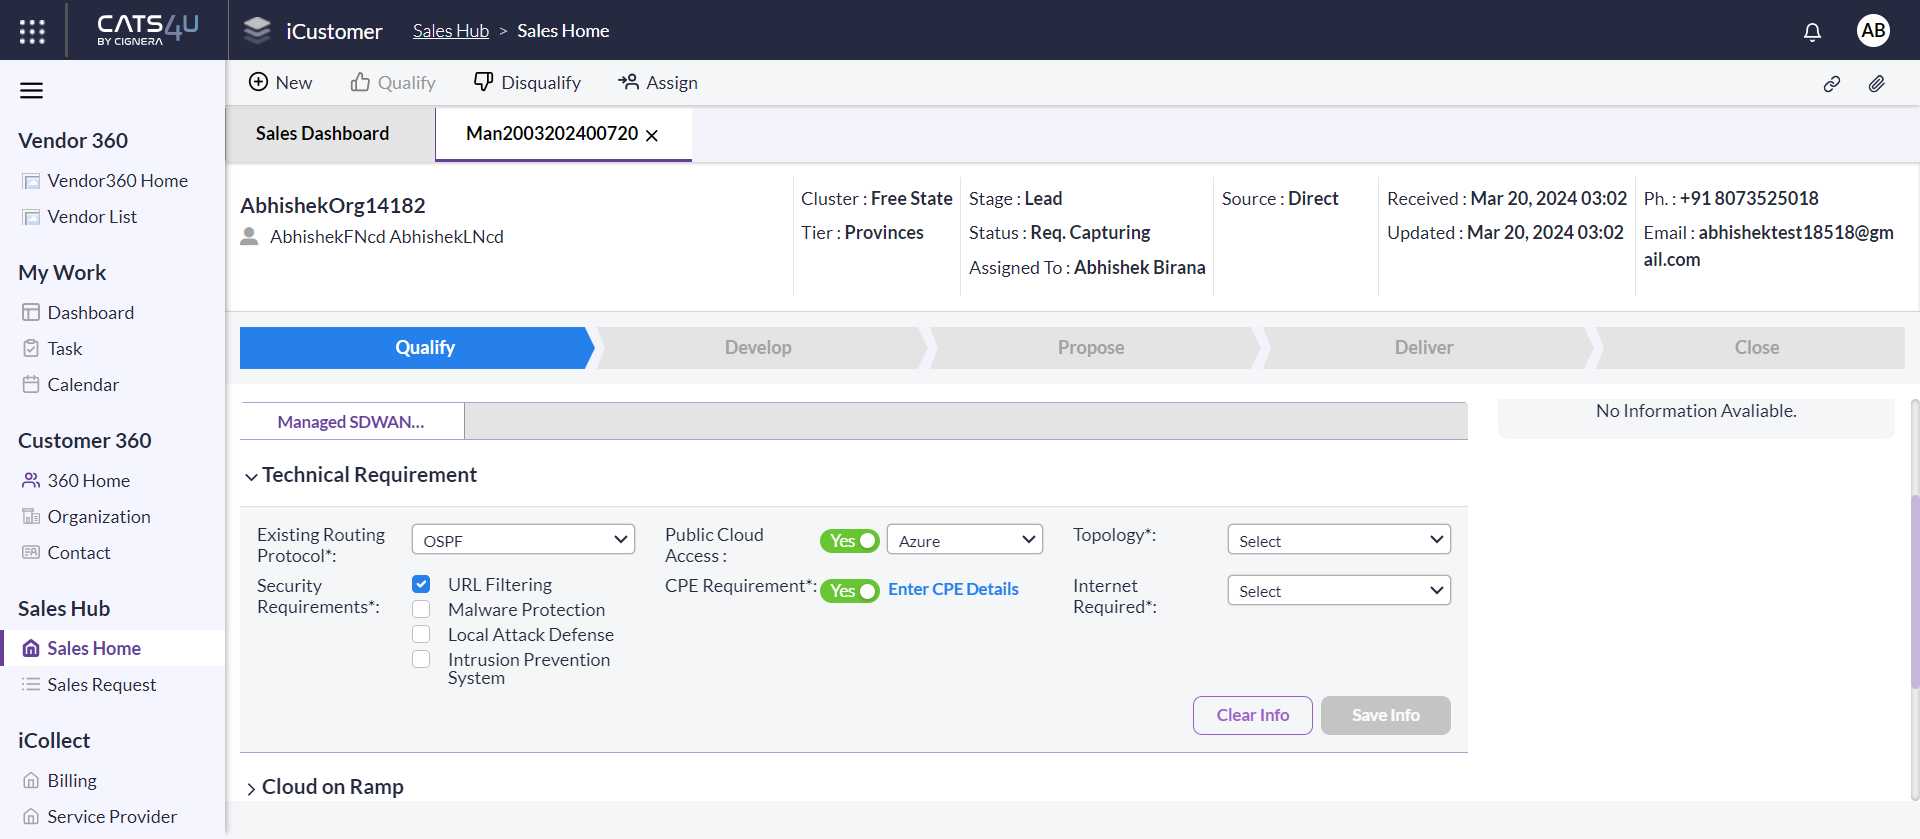 CATS4U
BY CIGNERA
iCustomer
Sales Hub > Sales Home
AB
New
Qualify
Disqualify
Assign
Vendor 360
Vendor360 Home
Vendor List
My Work
Dashboard
Task
Calendar
Customer 360
360 Home
Organization
Contact
Sales Hub
Sales Home
Sales Request
iCollect
Billing
Service Provider
Sales Dashboard
Man2003202400720
AbhishekOrg14182
AbhishekFNcd AbhishekLNcd
Cluster : Free State
Tier : Provinces
Stage : Lead
Status : Req. Capturing
Assigned To : Abhishek Birana
Source : Direct
Received : Mar 20, 2024 03:02
Updated : Mar 20, 2024 03:02
Ph. : +91 8073525018
Email : abhishektest18518@gm
ail.com
Qualify
Develop
Propose
Deliver
Close
Managed SDWAN...
No Information Avaliable.
Technical Requirement
Existing Routing
Protocol*:
OSPF
Public Cloud
Access :
Yes
Azure
Topology*:
Select
Security
Requirements*:
URL Filtering
Malware Protection
Local Attack Defense
Intrusion Prevention
System
CPE Requirement*:
Yes
Enter CPE Details
Internet
Required*:
Select
Clear Info
Save Info
Cloud on Ramp